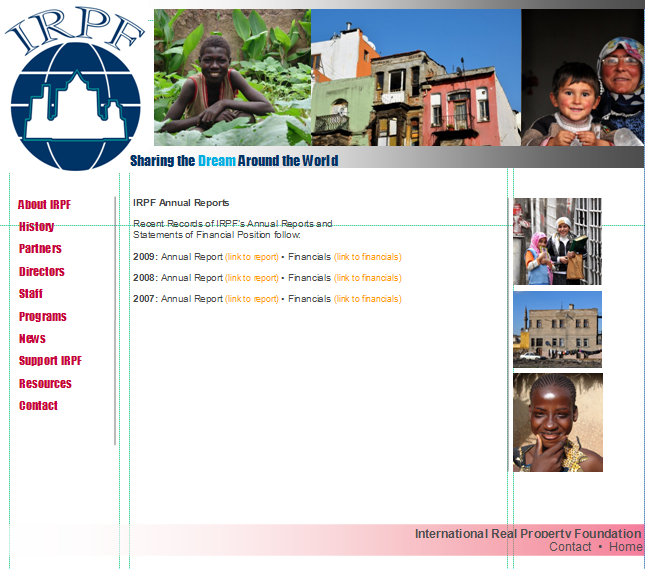 IRPF
Sharing the Dream Around the World
About IRPF
History
Partners
Directors
Staff
Programs
News
Support IRPF
Resources
Contact
IRPF Annual Reports
Recent Records of IRPF's Annual Reports and
Statements of Financial Position follow:
2009: Annual Report (link to report) • Financials (link to financials)
2008: Annual Report (link to report) • Financials (link to financials)
2007: Annual Report (link to report) • Financials (link to financials)
International Real Property Foundation
Contact • Home